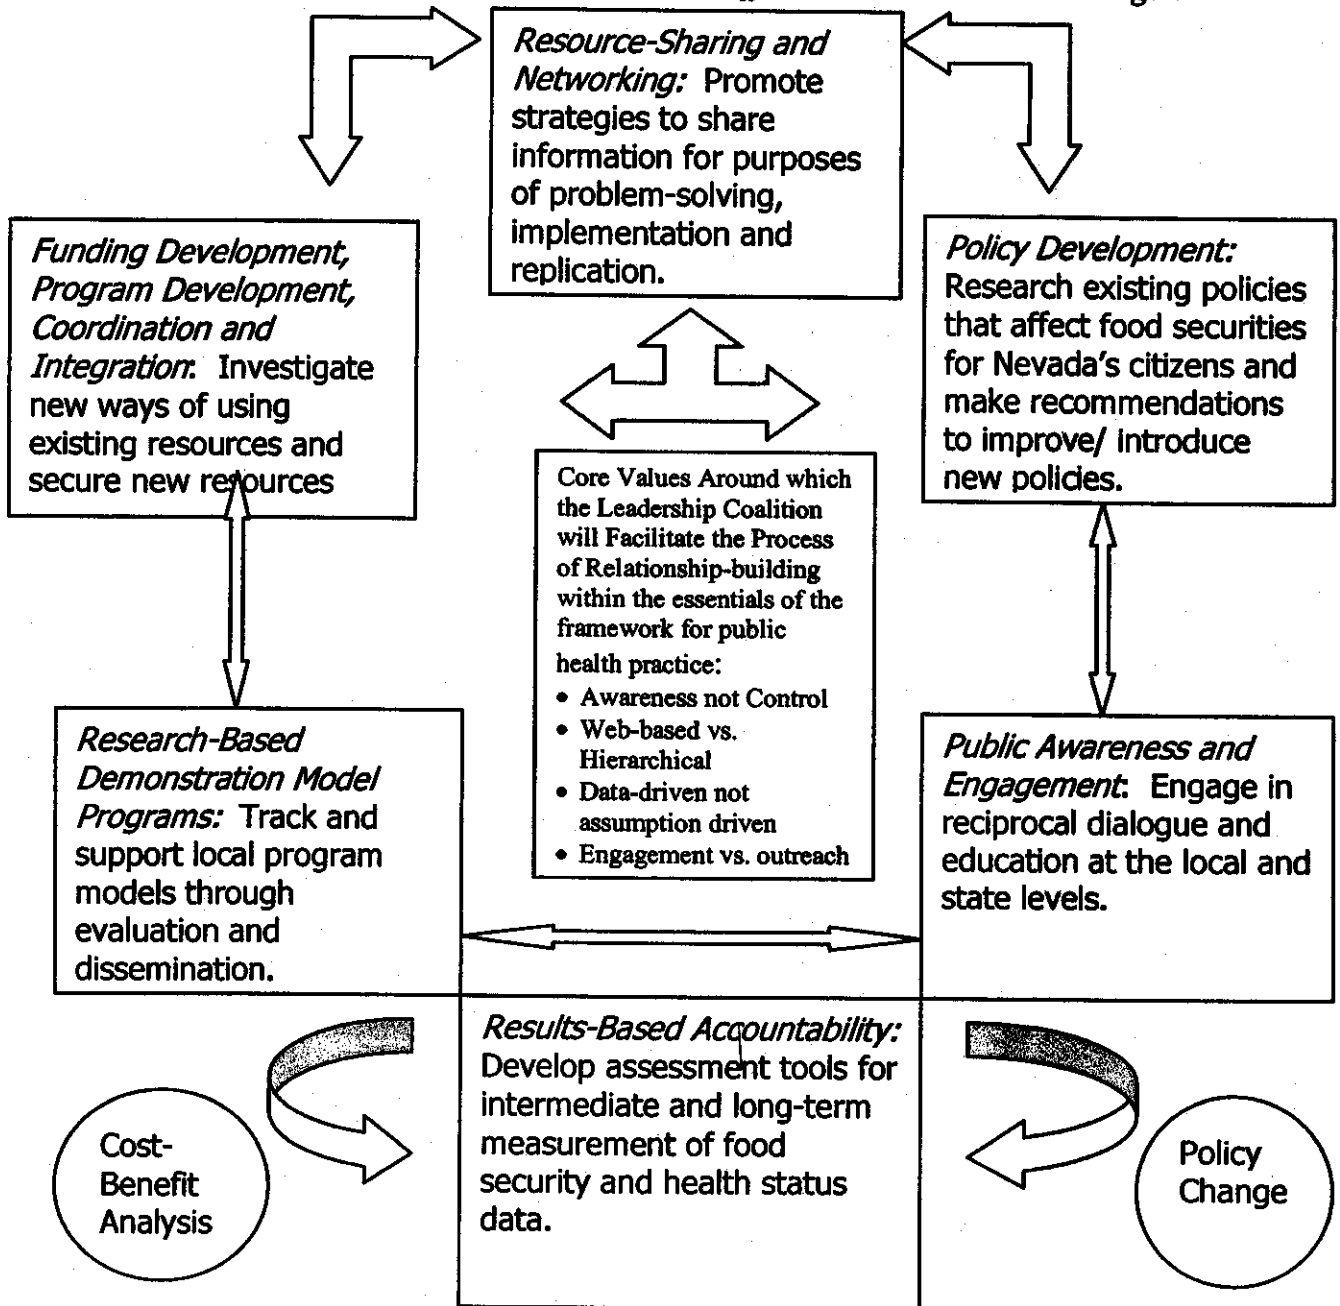 Resource-Sharing and
Networking: Promote
strategies to share
information for purposes
of problem-solving,
implementation and
replication.
Funding Development,
Program Development,
Coordination and
Integration: Investigate
new ways of using
existing resources and
secure new resources
Policy Development:
Research existing policies
that affect food securities
for Nevada's citizens and
make recommendations
to improve/ introduce
new policies.
Core Values Around which
the Leadership Coalition
will Facilitate the Process
of Relationship-building
within the essentials of the
framework for public
health practice:
• Awareness not Control
• Web-based vs.
Hierarchical
• Data-driven not
assumption driven
• Engagement vs. outreach
Research-Based
Demonstration Model
Programs: Track and
support local program
models through
evaluation and
dissemination.
Public Awareness and
Engagement: Engage in
reciprocal dialogue and
education at the local and
state levels.
Results-Based Accountability:
Develop assessment tools for
intermediate and long-term
measurement of food
security and health status
data.
Cost-
Benefit
Analysis
Policy
Change